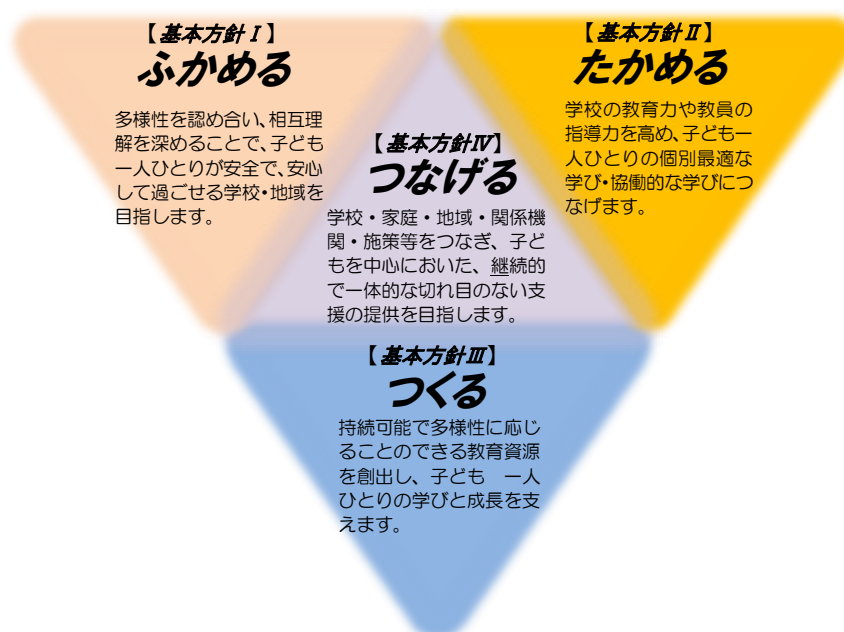 【基本方針Ⅰ】
ふかめる
多様性を認め合い、相互理
解を深めることで、子ども
一人ひとりが安全で、安心
して過ごせる学校・地域を
目指します。
【基本方針Ⅱ】
たかめる
学校の教育力や教員の
指導力を高め、子ども一
人ひとりの個別最適な
学び・協働的な学びにつ
なげます。
【基本方針Ⅳ】
つなげる
学校・家庭・地域・関係機
関・施策等をつなぎ、子ど
もを中心においた、継続的
で一体的な切れ目のない支
援の提供を目指します。
【基本方針Ⅲ】
つくる
持続可能で多様性に応じ
ることのできる教育資源
を創出し、子ども　一人
ひとりの学びと成長を支
えます。